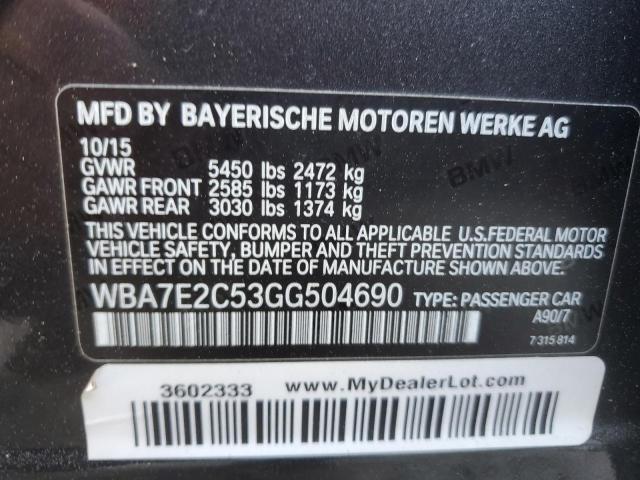 MFD BY BAYERISCHE MOTOREN WERKE AG
10/15
GVWR 5450 lbs 2472 kg
GAWR FRONT 2585 lbs 1173 kg
GAWR REAR 3030 lbs 1374 kg
THIS VEHICLE CONFORMS TO ALL APPLICABLE U.S.FEDERAL MOTOR
VEHICLE SAFETY, BUMPER AND THEFT PREVENTION STANDARDS
IN EFFECT ON THE DATE OF MANUFACTURE SHOWN ABOVE.
WBA7E2C53GG504690 TYPE: PASSENGER CAR
A90/7
7 315 814
3602333 www.MyDealerLot.com